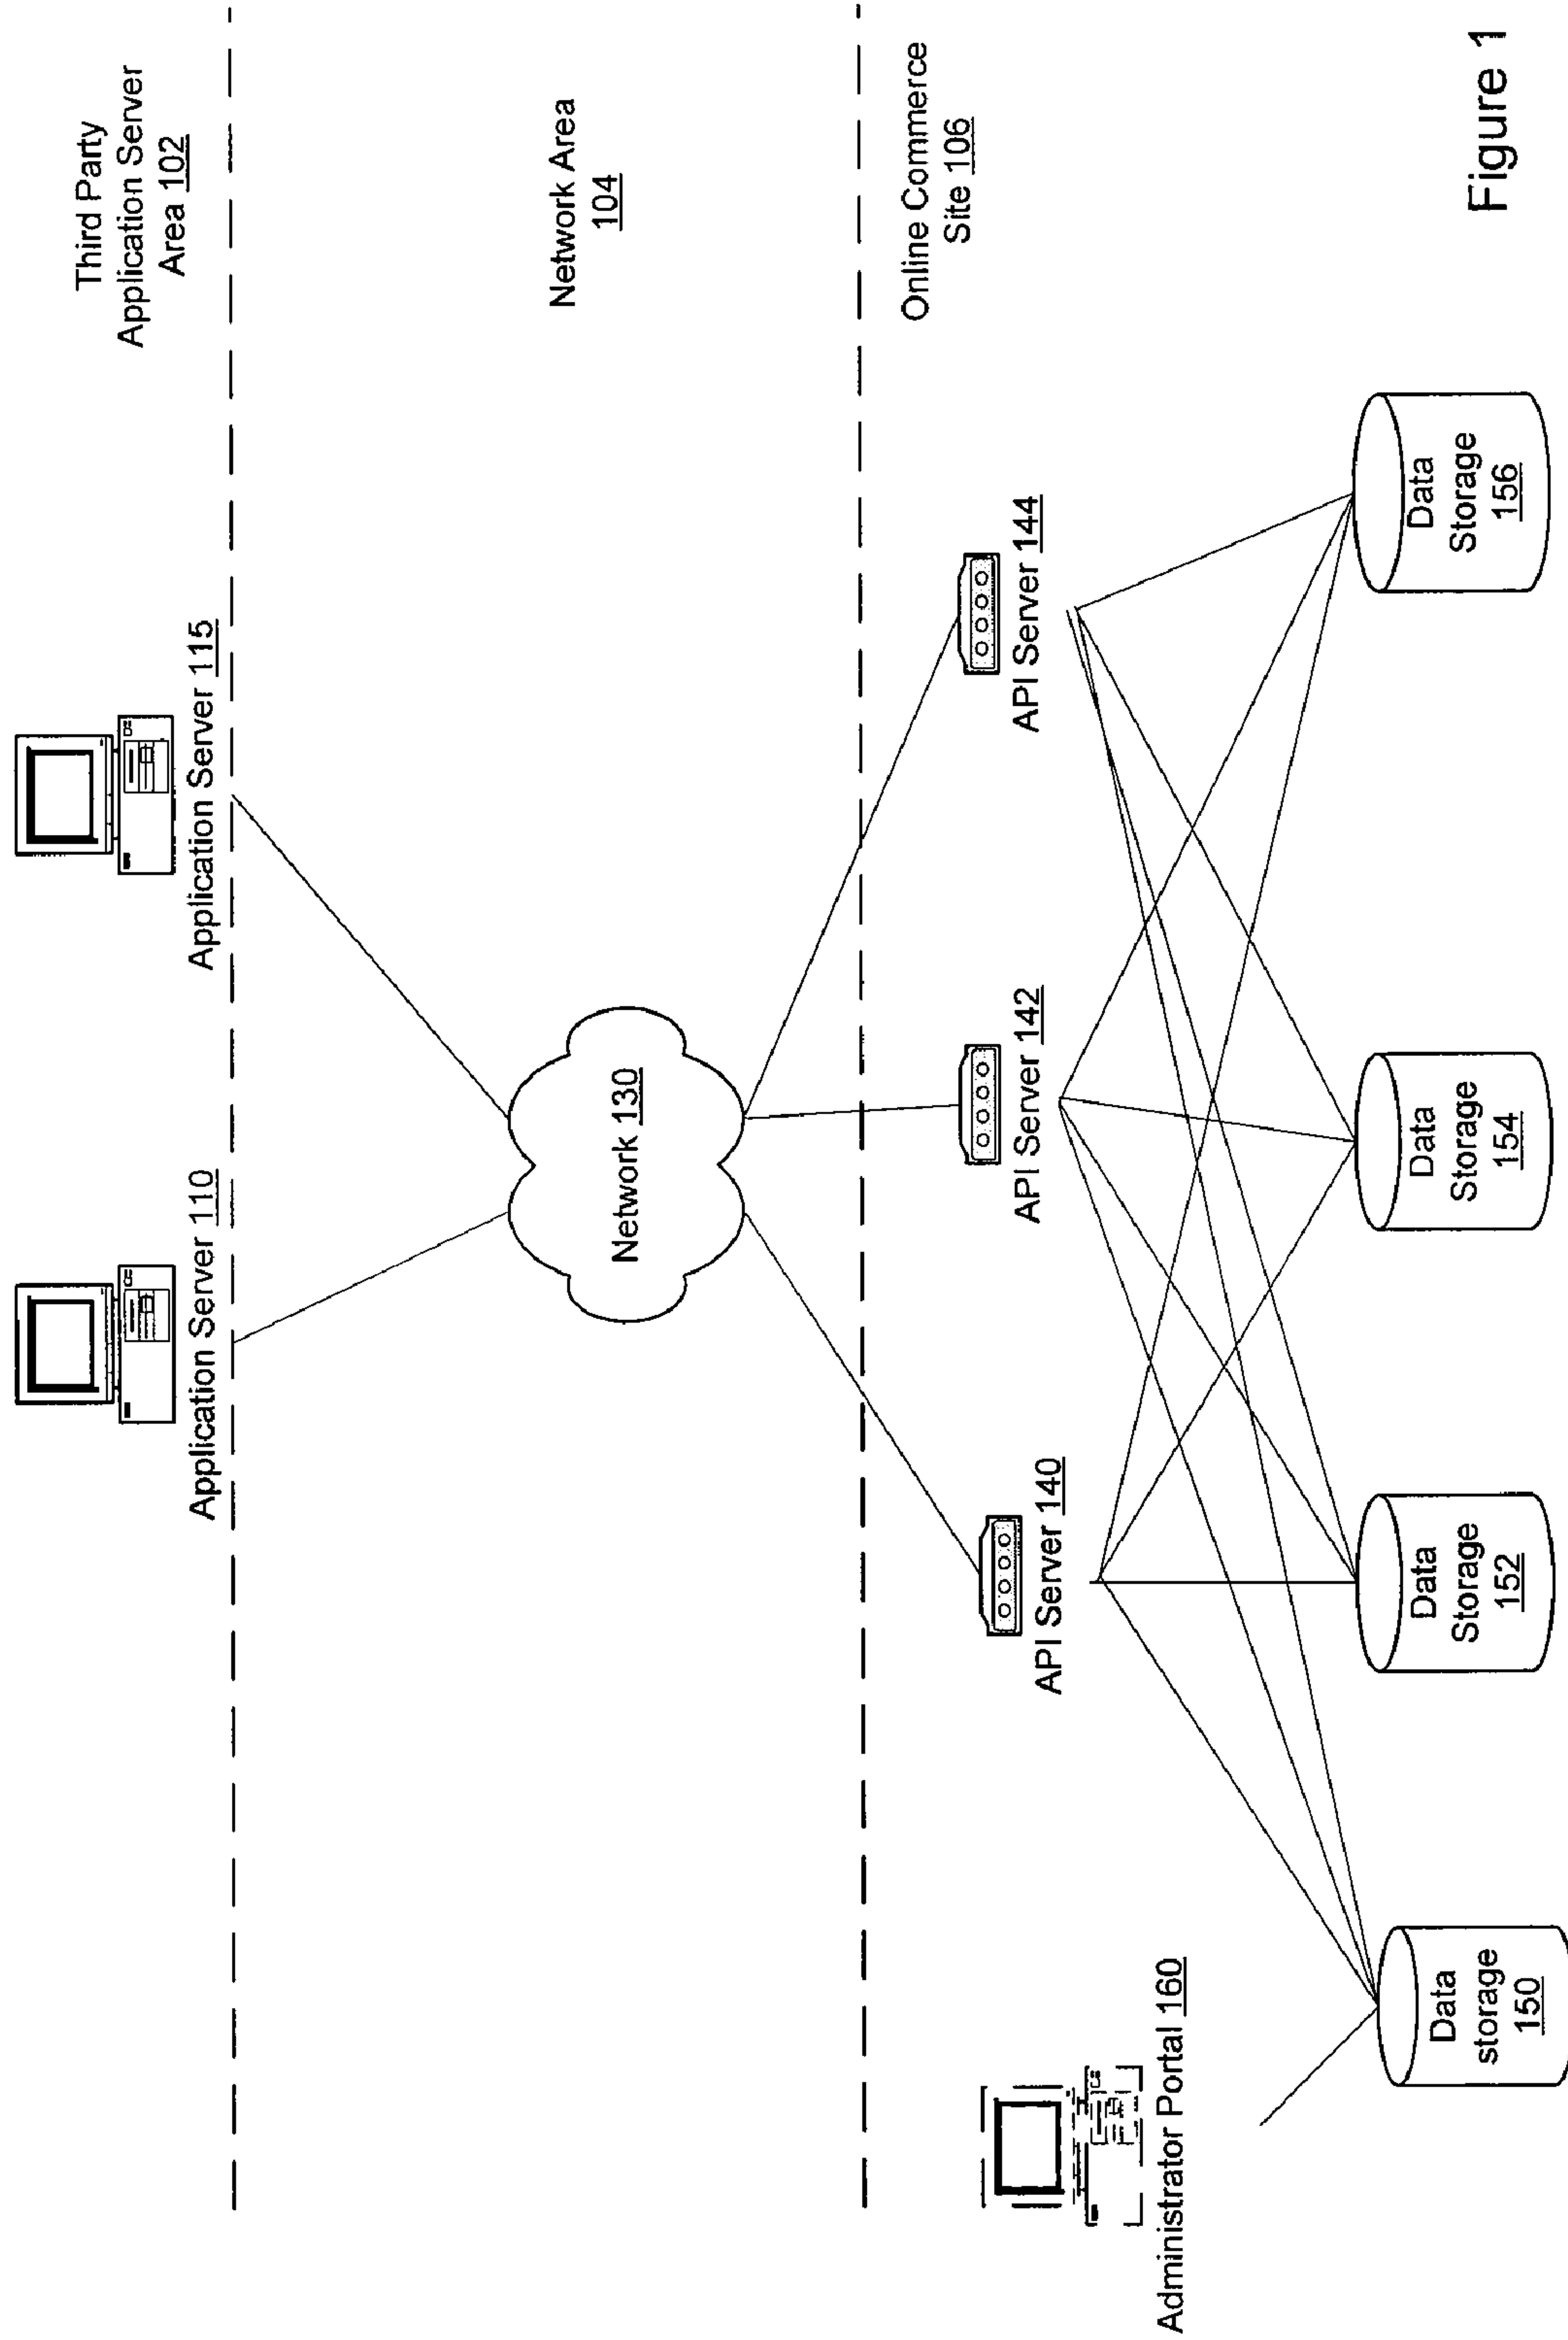 Third Party
Application Server
Area 102
Application Server 110
Application Server 115
Network Area
104
Network 130
Online Commerce
Site 106
API Server 140
API Server 142
API Server 144
Administrator Portal 160
Data
storage
150
Data
Storage
152
Data
Storage
154
Data
Storage
156
Figure 1